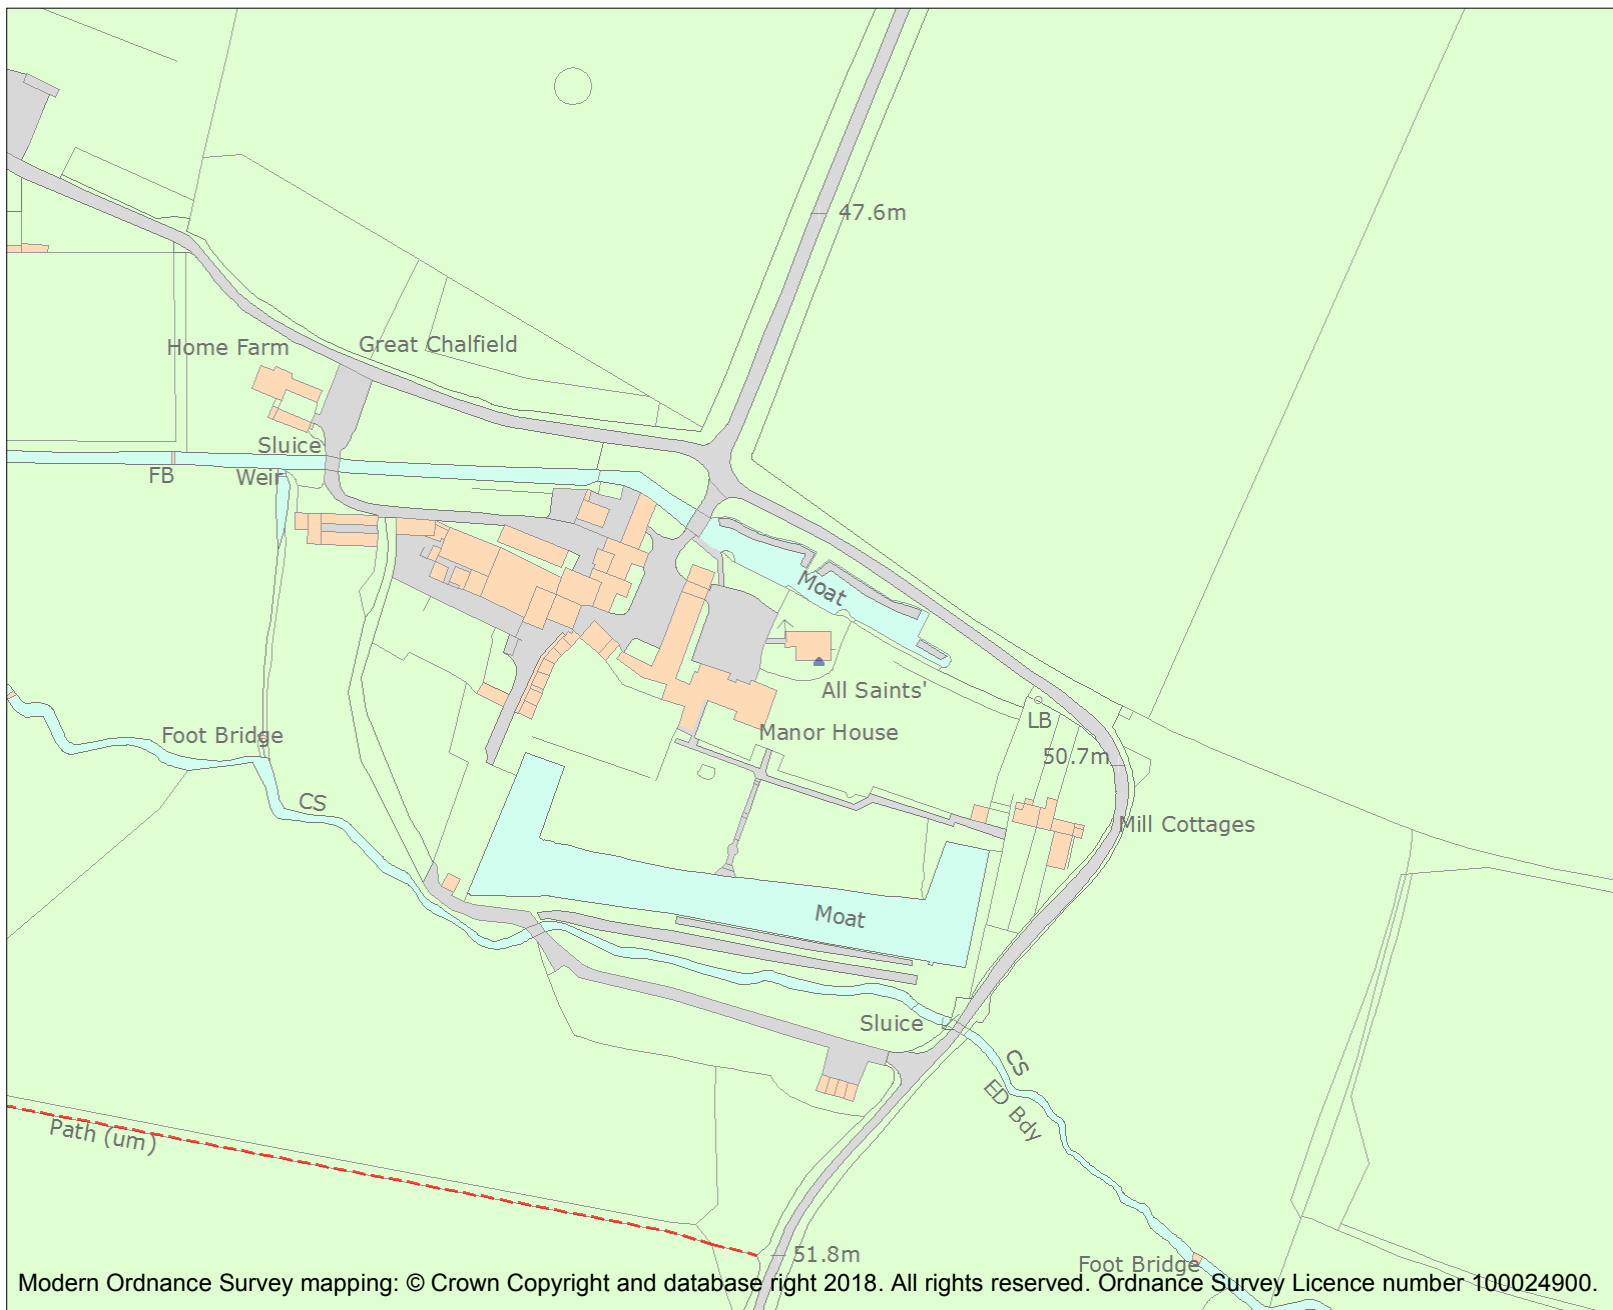 47.6m
Home Farm
Great Chalfield
Sluice
FB
Weir
Moat
All Saints'
LB
Manor House
Foot Bridge
50.7m
CS
Mill Cottages
Moat
Sluice
CS
ED Bdy
Path (um)
51.8m
Foot Bridge
Modern Ordnance Survey mapping: © Crown Copyright and database right 2018. All rights reserved. Ordnance Survey Licence number 100024900.